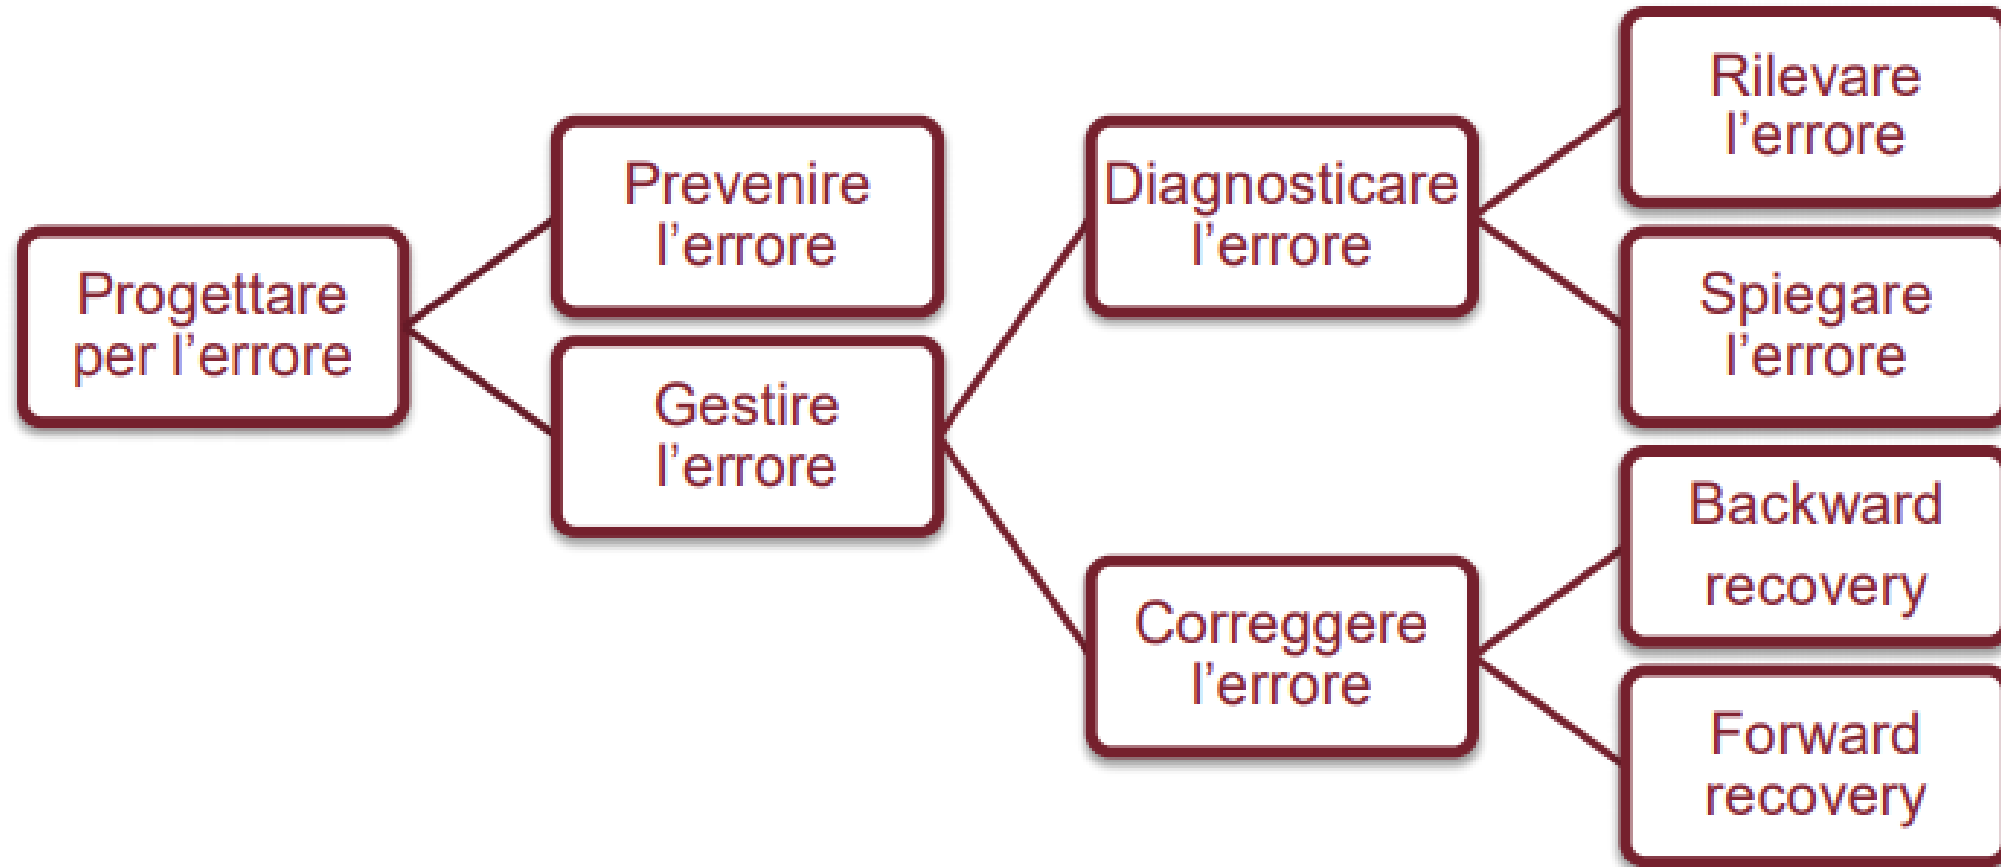 Progettare
per l’errore
Prevenire
l’errore
Gestire
l’errore
Diagnosticare
l’errore
Correggere
l’errore
Rilevare
l’errore
Spiegare
l’errore
Backward
recovery
Forward
recovery